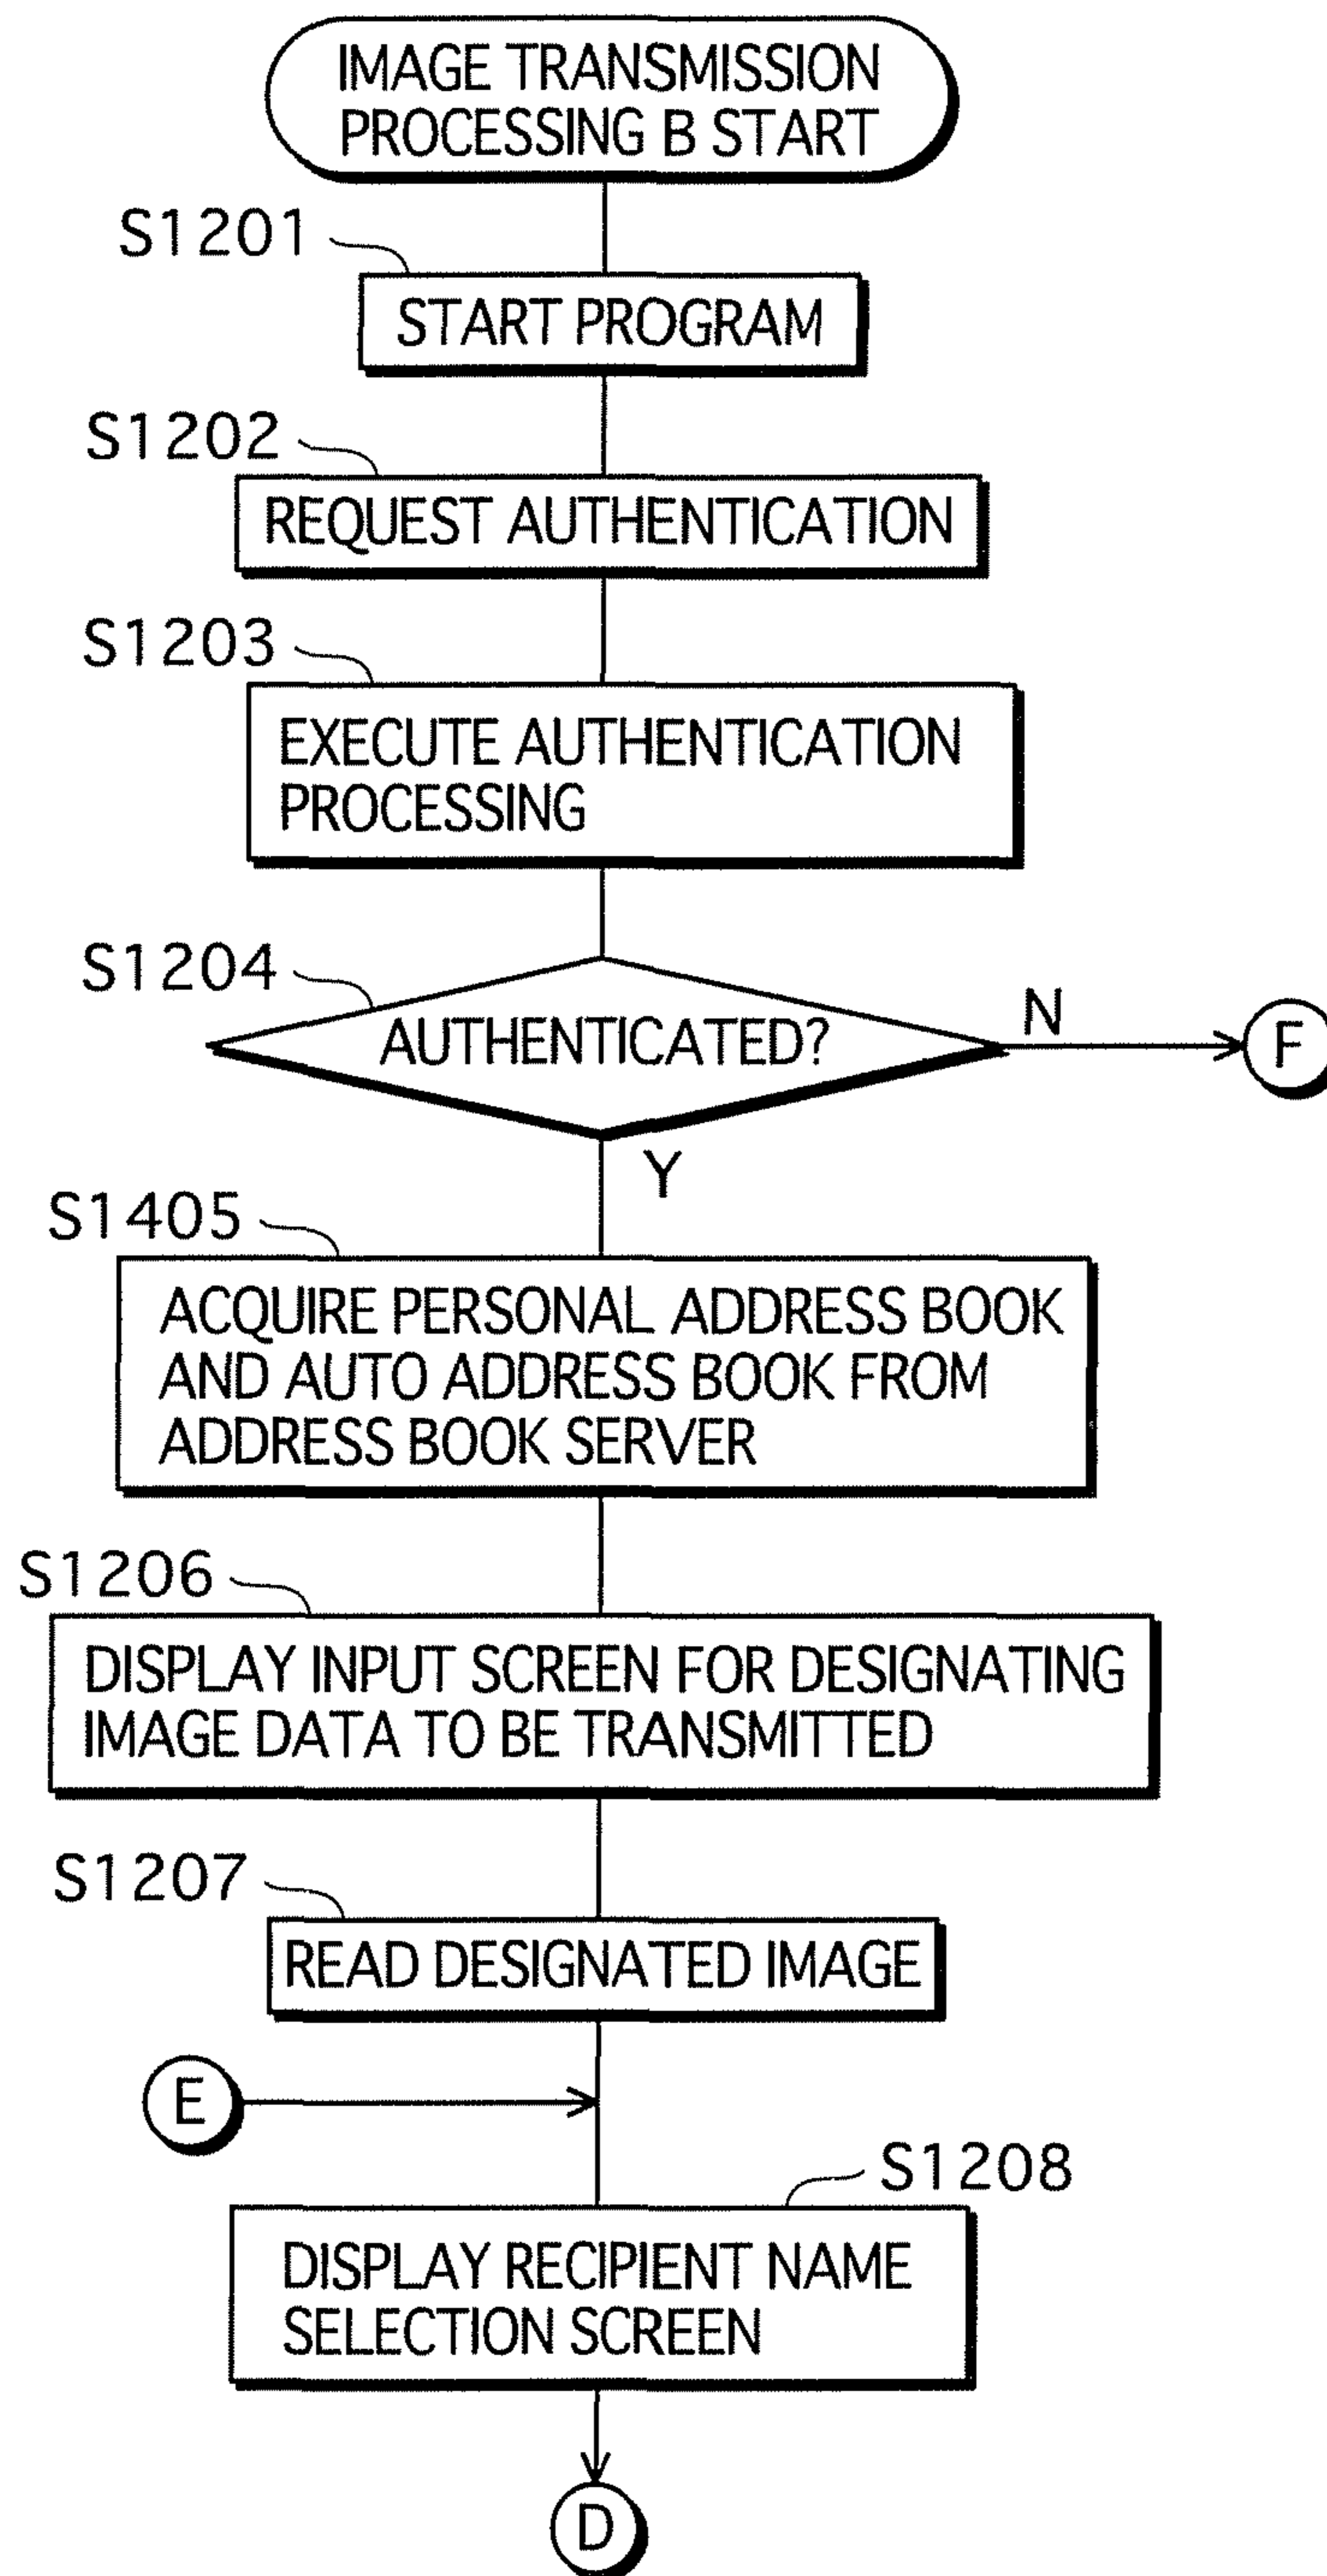 IMAGE TRANSMISSION
PROCESSING B START
S1201
START PROGRAM
S1202
REQUEST AUTHENTICATION
S1203
EXECUTE AUTHENTICATION
PROCESSING
S1204
AUTHENTICATED?
N
F
Y
S1405
ACQUIRE PERSONAL ADDRESS BOOK
AND AUTO ADDRESS BOOK FROM
ADDRESS BOOK SERVER
S1206
DISPLAY INPUT SCREEN FOR DESIGNATING
IMAGE DATA TO BE TRANSMITTED
S1207
READ DESIGNATED IMAGE
E
S1208
DISPLAY RECIPIENT NAME
SELECTION SCREEN
D